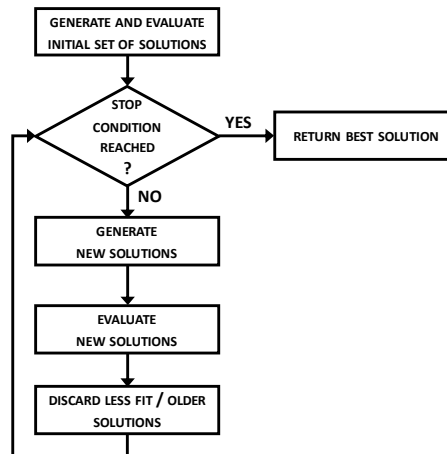 GENERATE AND EVALUATE
INITIAL SET OF SOLUTIONS
STOP
CONDITION
REACHED
?
YES
RETURN BEST SOLUTION
NO
GENERATE
NEW SOLUTIONS
EVALUATE
NEW SOLUTIONS
DISCARD LESS FIT / OLDER
SOLUTIONS